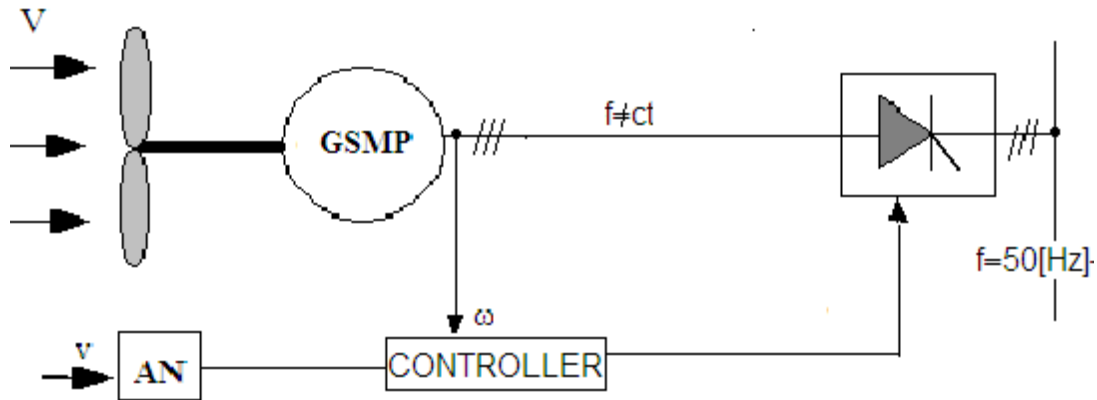 V
GSMP
f≠ct
f=50[Hz]
ω
v
AN
CONTROLLER